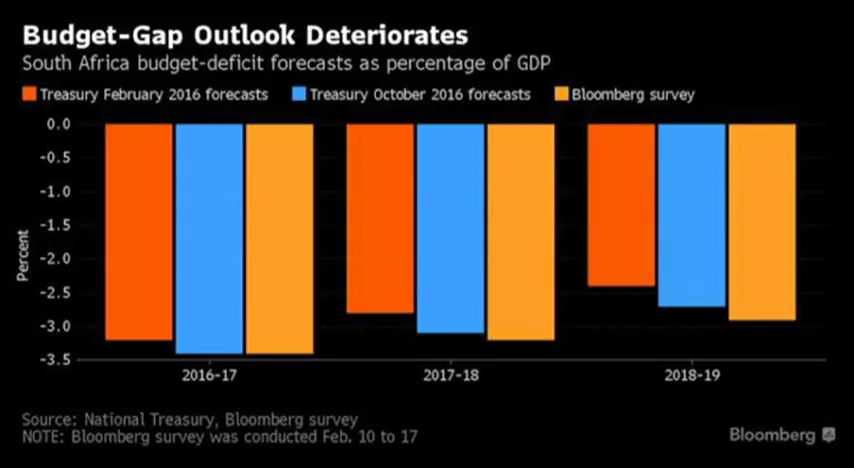 Budget-Gap Outlook Deteriorates
South Africa budget-deficit forecasts as percentage of GDP
Treasury February 2016 forecasts Treasury October 2016 forecasts Bloomberg survey
0.0
-0.5
-1.0
-1.5
-2.0
-2.5
-3.0
-3.5
Percent
2016-17 2017-18 2018-19
Source: National Treasury, Bloomberg survey
NOTE: Bloomberg survey was conducted Feb. 10 to 17
Bloomberg